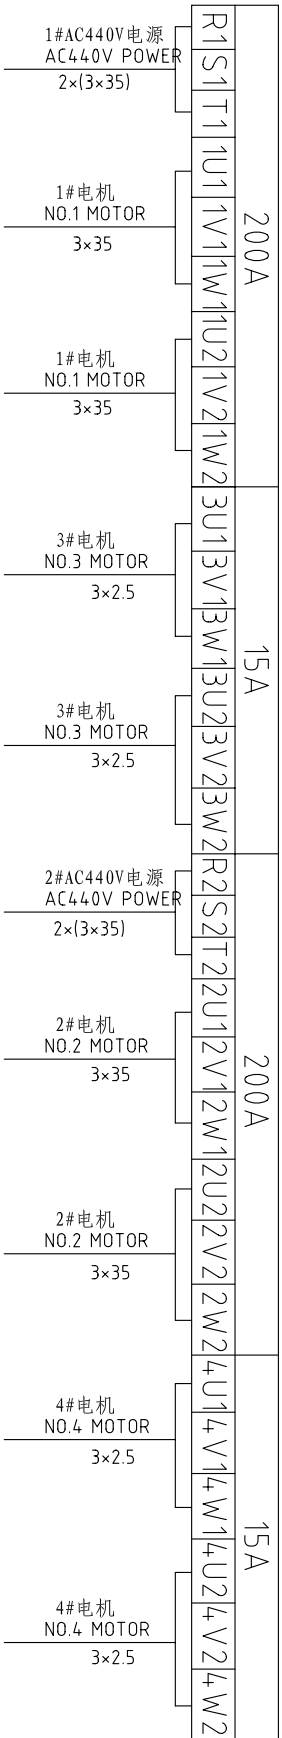 1#AC440V电源
AC440V POWER
2×(3×35)
R1
S1
T1
1#电机
NO.1 MOTOR
3×35
1U1
1V1
1W1
200A
1#电机
NO.1 MOTOR
3×35
1U2
1V2
1W2
3#电机
NO.3 MOTOR
3×2.5
3U1
3V1
3W1
15A
3#电机
NO.3 MOTOR
3×2.5
3U2
3V2
3W2
2#AC440V电源
AC440V POWER
2×(3×35)
R2
S2
T2
2#电机
NO.2 MOTOR
3×35
2U1
2V1
2W1
200A
2#电机
NO.2 MOTOR
3×35
2U2
2V2
2W2
4#电机
NO.4 MOTOR
3×2.5
4U1
4V1
4W1
15A
4#电机
NO.4 MOTOR
3×2.5
4U2
4V2
4W2